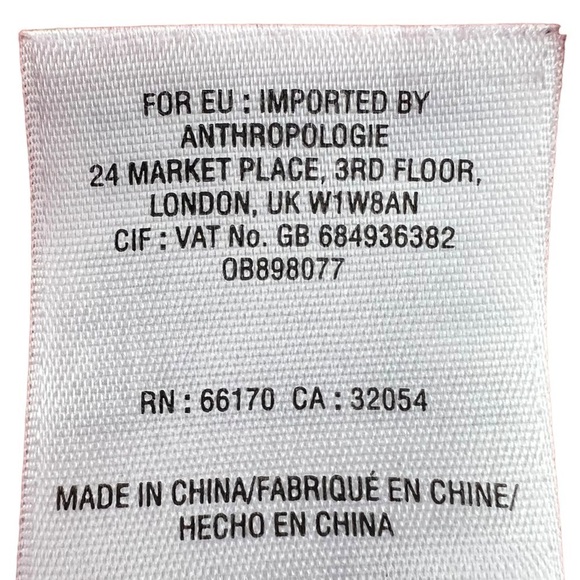 FOR EU : IMPORTED BY
ANTHROPOLOGIE
24 MARKET PLACE, 3RD FLOOR,
LONDON, UK W1W8AN
CIF : VAT No. GB 684936382
OB898077
RN : 66170 CA : 32054
MADE IN CHINA/FABRIQUÉ EN CHINE/
HECHO EN CHINA